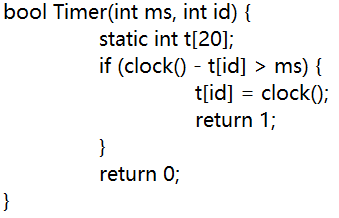 bool Timer(int ms, int id) {
static int t[20];
if (clock() - t[id] > ms) {
t[id] = clock();
return 1;
}
return 0;
}